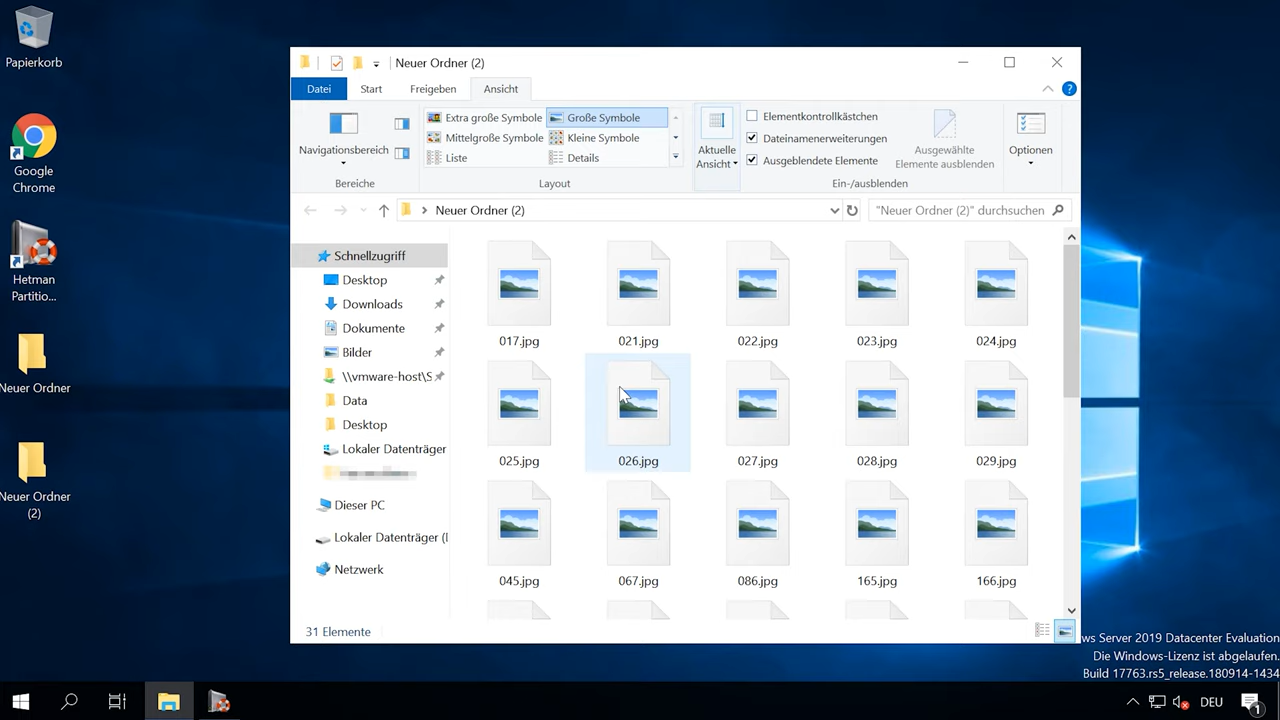 Papierkorb
Google
Chrome
Hetman
Partitio...
Neuer Ordner
Neuer Ordner
(2)
Neuer Ordner (2)
Datei Start Freigeben Ansicht
Navigationsbereich
Bereiche
Extra große Symbole Große Symbole
Mittelgroße Symbole Kleine Symbole
Liste Details
Layout
Aktuelle
Ansicht
Elementkontrollkästchen
Dateinamenerweiterungen
Ausgeblendete Elemente
Ausgewählte
Elemente ausblenden
Ein-/ausblenden
Optionen
Neuer Ordner (2)
"Neuer Ordner (2)" durchsuchen
Schnellzugriff
Desktop
Downloads
Dokumente
Bilder
\\vmware-host\S
Data
Desktop
Lokaler Datenträger
Dieser PC
Lokaler Datenträger (
Netzwerk
017.jpg 021.jpg 022.jpg 023.jpg 024.jpg
025.jpg 026.jpg 027.jpg 028.jpg 029.jpg
045.jpg 067.jpg 086.jpg 165.jpg 166.jpg
31 Elemente
ws Server 2019 Datacenter Evaluation
Die Windows-Lizenz ist abgelaufen.
Build 17763.rs5_release.180914-1434
DEU
1